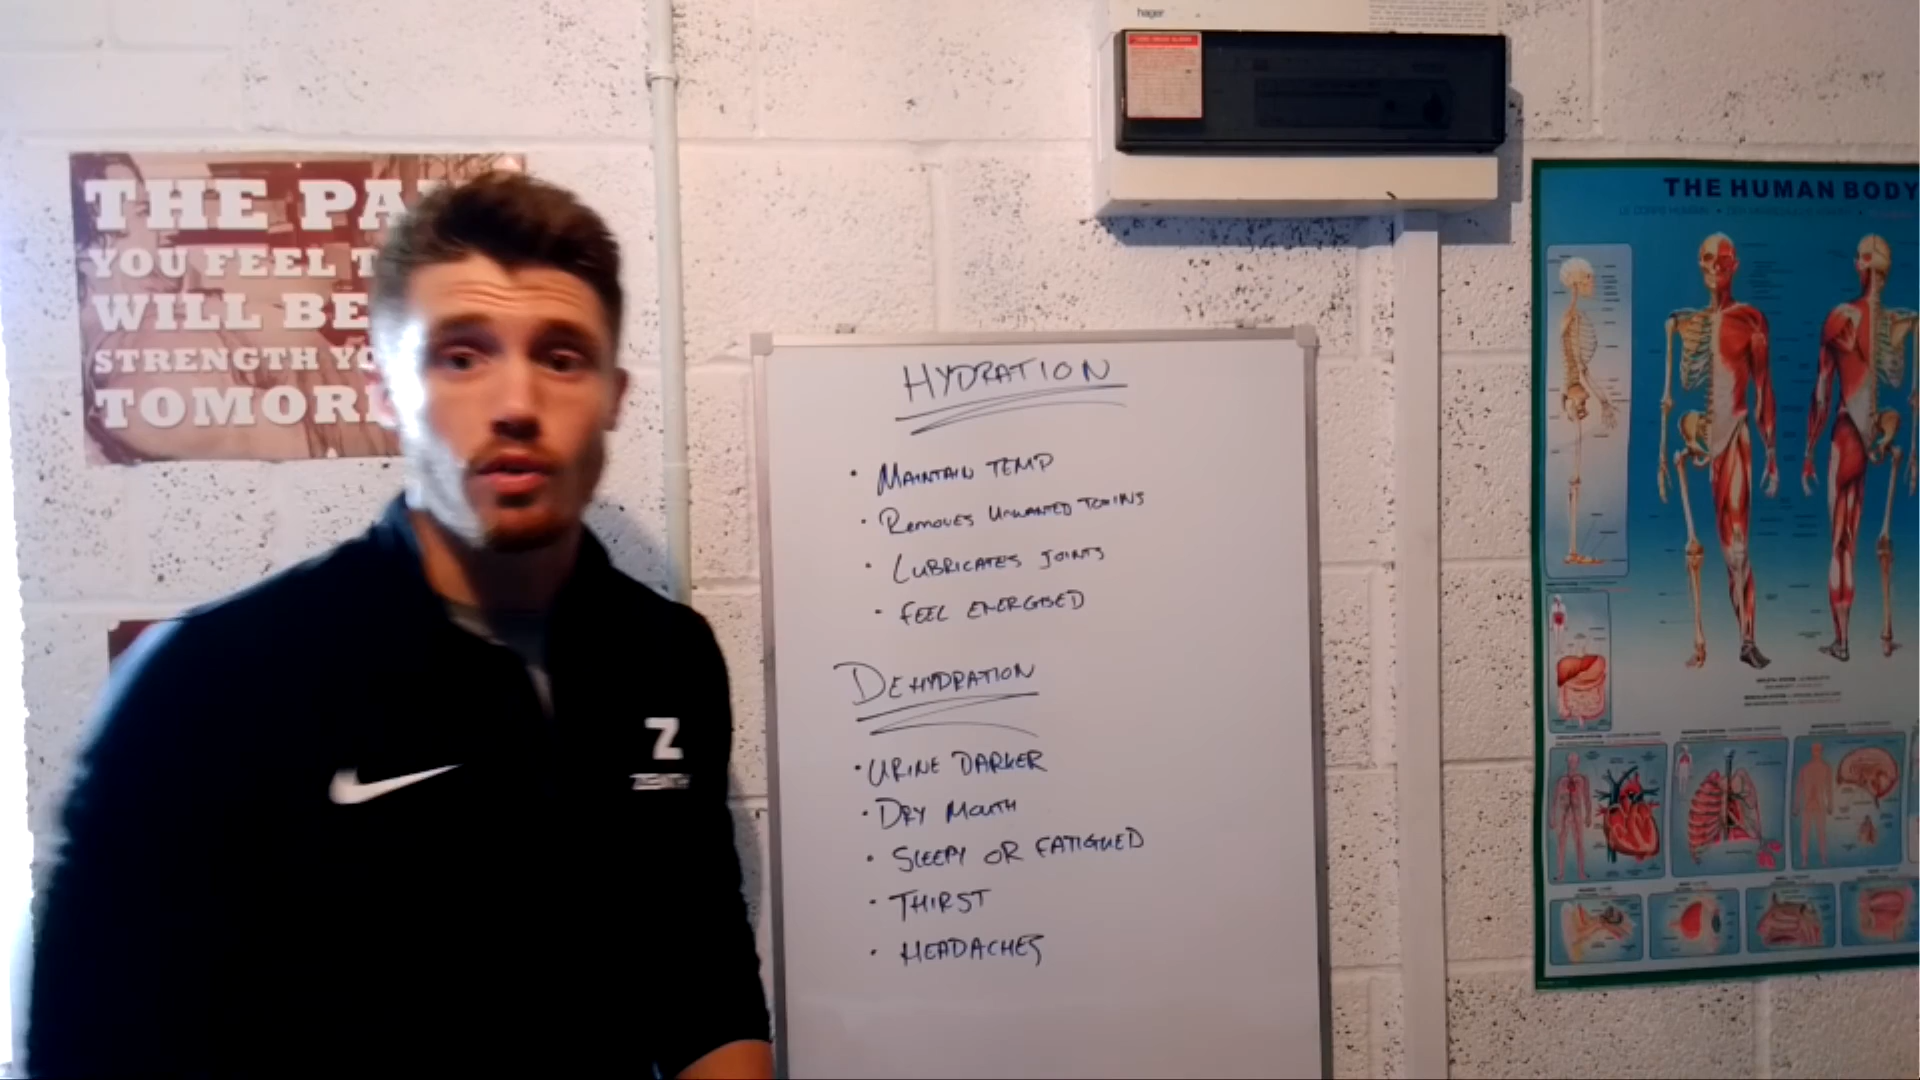 hager
THE PA
YOU FEEL T
WILL BE
STRENGTH YO
TOMOR
Z
HYDRATION
• MAINTAIN TEMP
• REMOVES UNWANTED TOXINS
• LUBRICATES JOINTS
• FEEL ENERGISED
DEHYDRATION
• URINE DARKER
• DRY MOUTH
• SLEEPY OR FATIGUED
• THIRST
• HEADACHES
THE HUMAN BODY